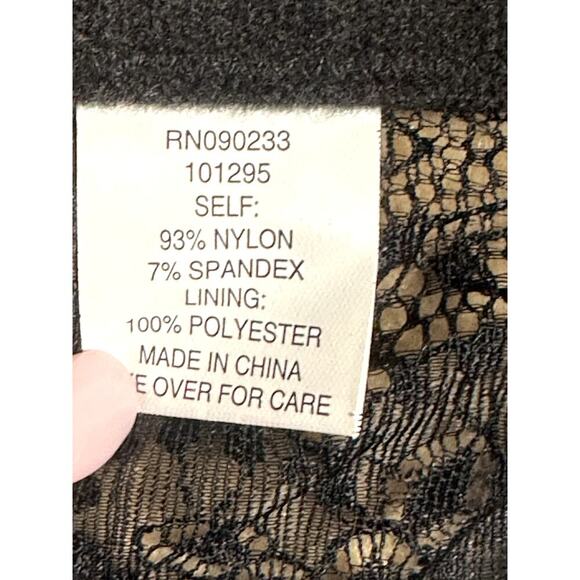 RN090233
101295
SELF:
93% NYLON
7% SPANDEX
LINING:
100% POLYESTER
MADE IN CHINA
OVER FOR CARE